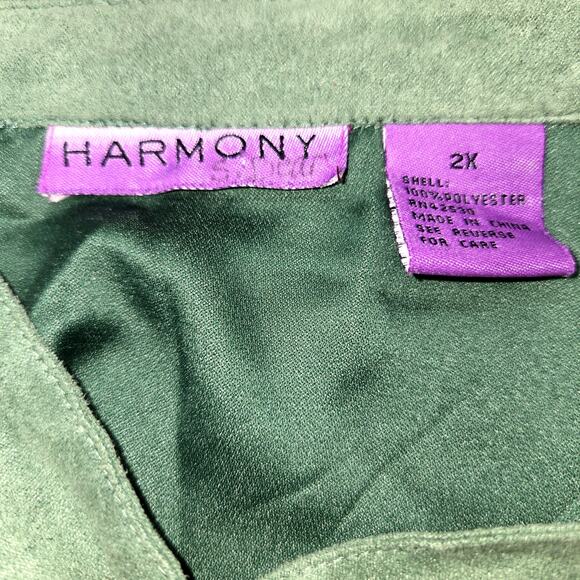 HARMONY
2X
SHELL:
100%POLYESTER
RN42530
MADE IN CHINA
SEE REVERSE
FOR CARE